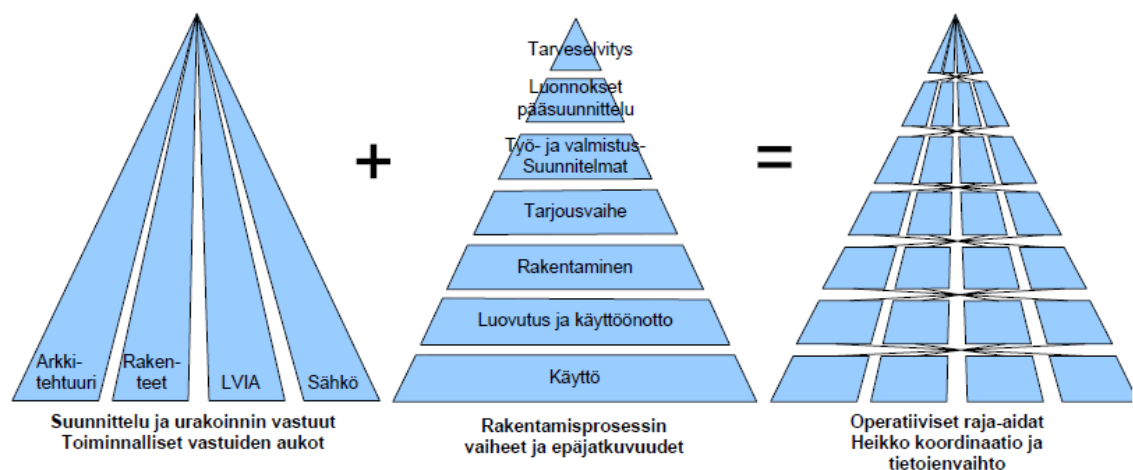 Arkki-
tehtuuri
Raken-
teet
LVIA
Sähkö
Suunnittelu ja urakoinnin vastuut
Toiminnalliset vastuiden aukot
+
Tarveselvitys
Luonnokset
pääsuunnittelu
Työ- ja valmistus-
Suunnitelmat
Tarjousvaihe
Rakentaminen
Luovutus ja käyttöönotto
Käyttö
Rakentamisprosessin
vaiheet ja epäjatkuvuudet
=
Operatiiviset raja-aidat
Heikko koordinaatio ja
tietojenvaihto